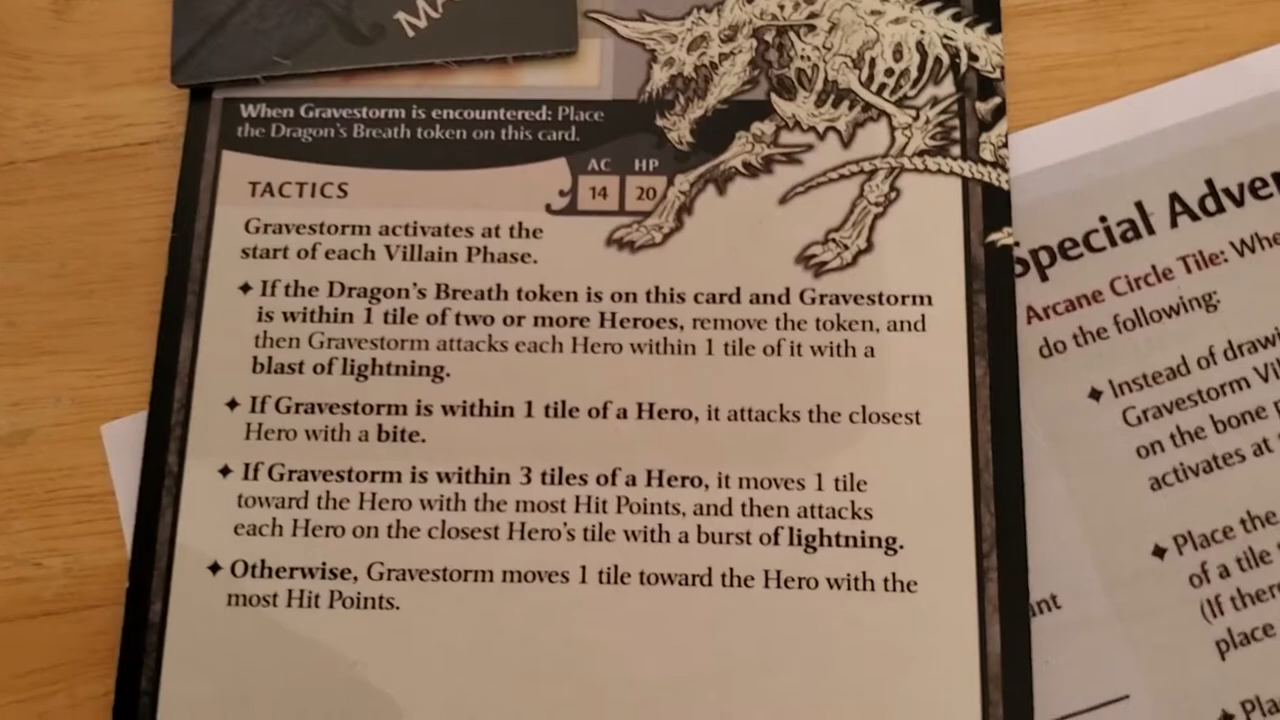 When Gravestorm is encountered: Place
the Dragon's Breath token on this card.
AC HP
14 20
TACTICS
Gravestorm activates at the
start of each Villain Phase.
✦ If the Dragon's Breath token is on this card and Gravestorm
is within 1 tile of two or more Heroes, remove the token, and
then Gravestorm attacks each Hero within 1 tile of it with a
blast of lightning.
✦ If Gravestorm is within 1 tile of a Hero, it attacks the closest
Hero with a bite.
✦ If Gravestorm is within 3 tiles of a Hero, it moves 1 tile
toward the Hero with the most Hit Points, and then attacks
each Hero on the closest Hero's tile with a burst of lightning.
✦ Otherwise, Gravestorm moves 1 tile toward the Hero with the
most Hit Points.
Special
Arcane Circle Tile:
do the following:
✦ Instead of
Gravestorm
on the bone
activates at
✦ Place the
of a tile
(If
place